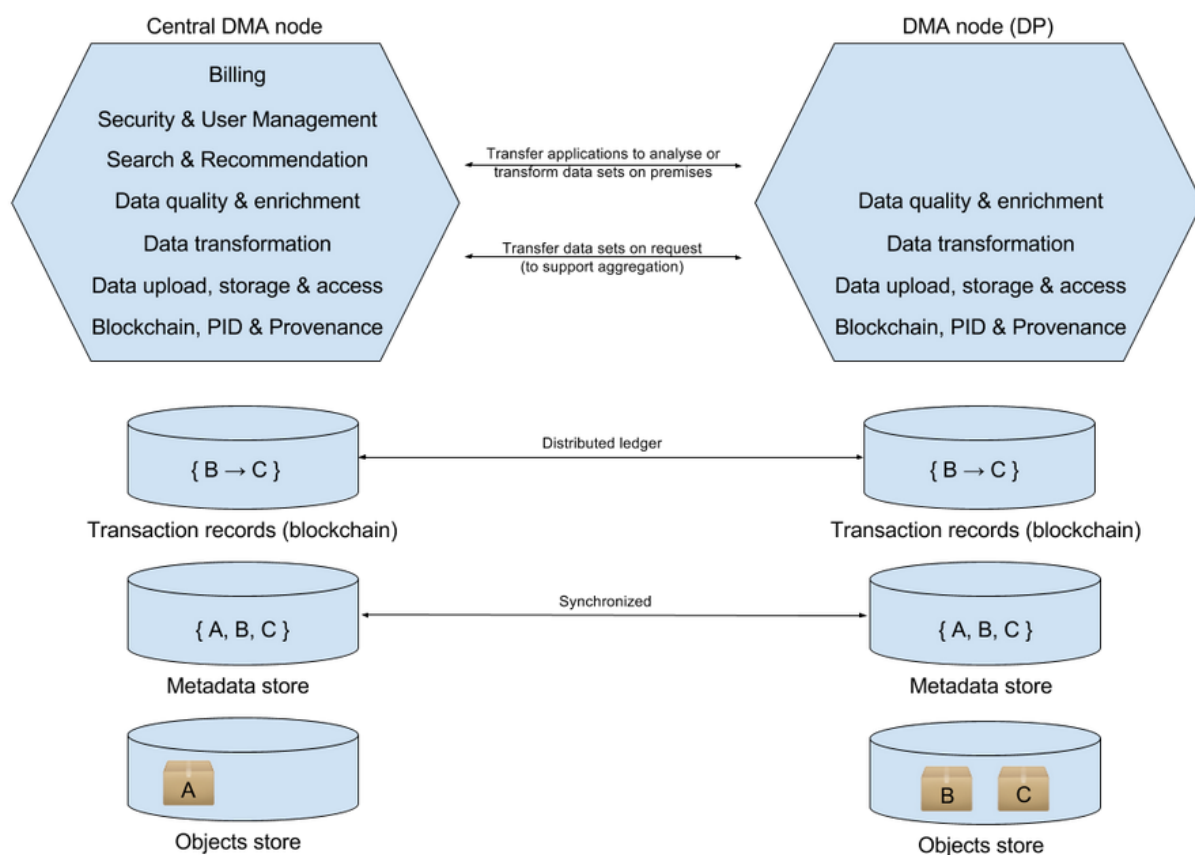 Central DMA node
Billing
Security & User Management
Search & Recommendation
Data quality & enrichment
Data transformation
Data upload, storage & access
Blockchain, PID & Provenance
Transfer applications to analyse or
transform data sets on premises
Transfer data sets on request
(to support aggregation)
DMA node (DP)
Data quality & enrichment
Data transformation
Data upload, storage & access
Blockchain, PID & Provenance
{ B → C }
Distributed ledger
{ B → C }
Transaction records (blockchain)
Transaction records (blockchain)
{ A, B, C }
Synchronized
{ A, B, C }
Metadata store
Metadata store
A
B
C
Objects store
Objects store